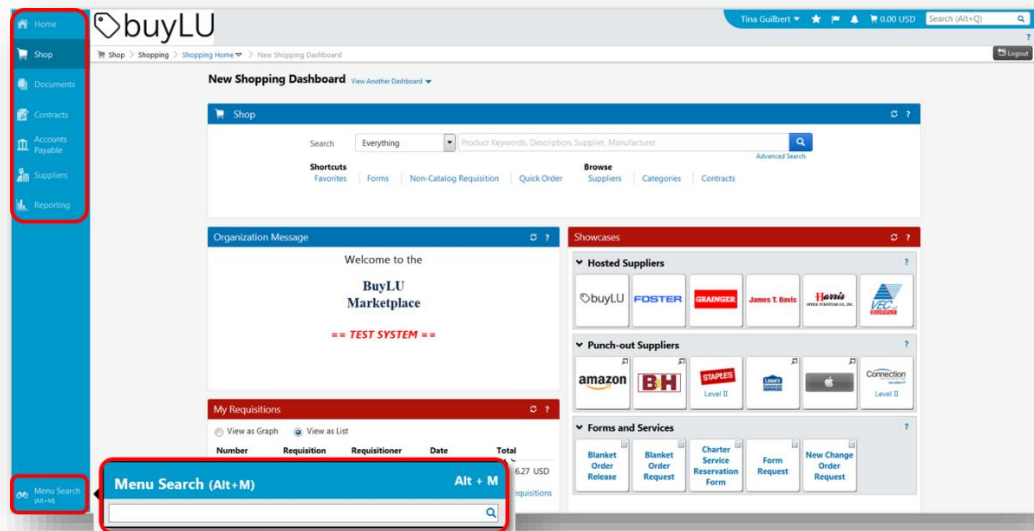 Home
Shop
Documents
Contracts
Accounts
Payable
Suppliers
Reporting
Menu Search
(Alt+M)
buyLU
Tina Guilbert
0.00 USD
Search (Alt+Q)
?
Shop > Shopping > Shopping Home > New Shopping Dashboard
Logout
New Shopping Dashboard View Another Dashboard
Shop ?
Search Everything Product Keywords, Description, Supplier, Manufacturer
Advanced Search
Shortcuts Browse
Favorites | Forms | Non-Catalog Requisition | Quick Order Suppliers | Categories | Contracts
Organization Message ?
Welcome to the
BuyLU
Marketplace
== TEST SYSTEM ==
My Requisitions ?
View as Graph View as List
Number Requisition Requisitioner Date Total
6.27 USD
equisitions
Menu Search (Alt+M) Alt + M
Showcases ?
Hosted Suppliers ?
buyLU FOSTER GRAINGER James T. Davis Harris VEC SUPPLY
Punch-out Suppliers ?
amazon B&H STAPLES Level II LOWE'S Connection Level II
Forms and Services ?
Blanket Order Release
Blanket Order Request
Charter Service Reservation Form
Form Request
New Change Order Request